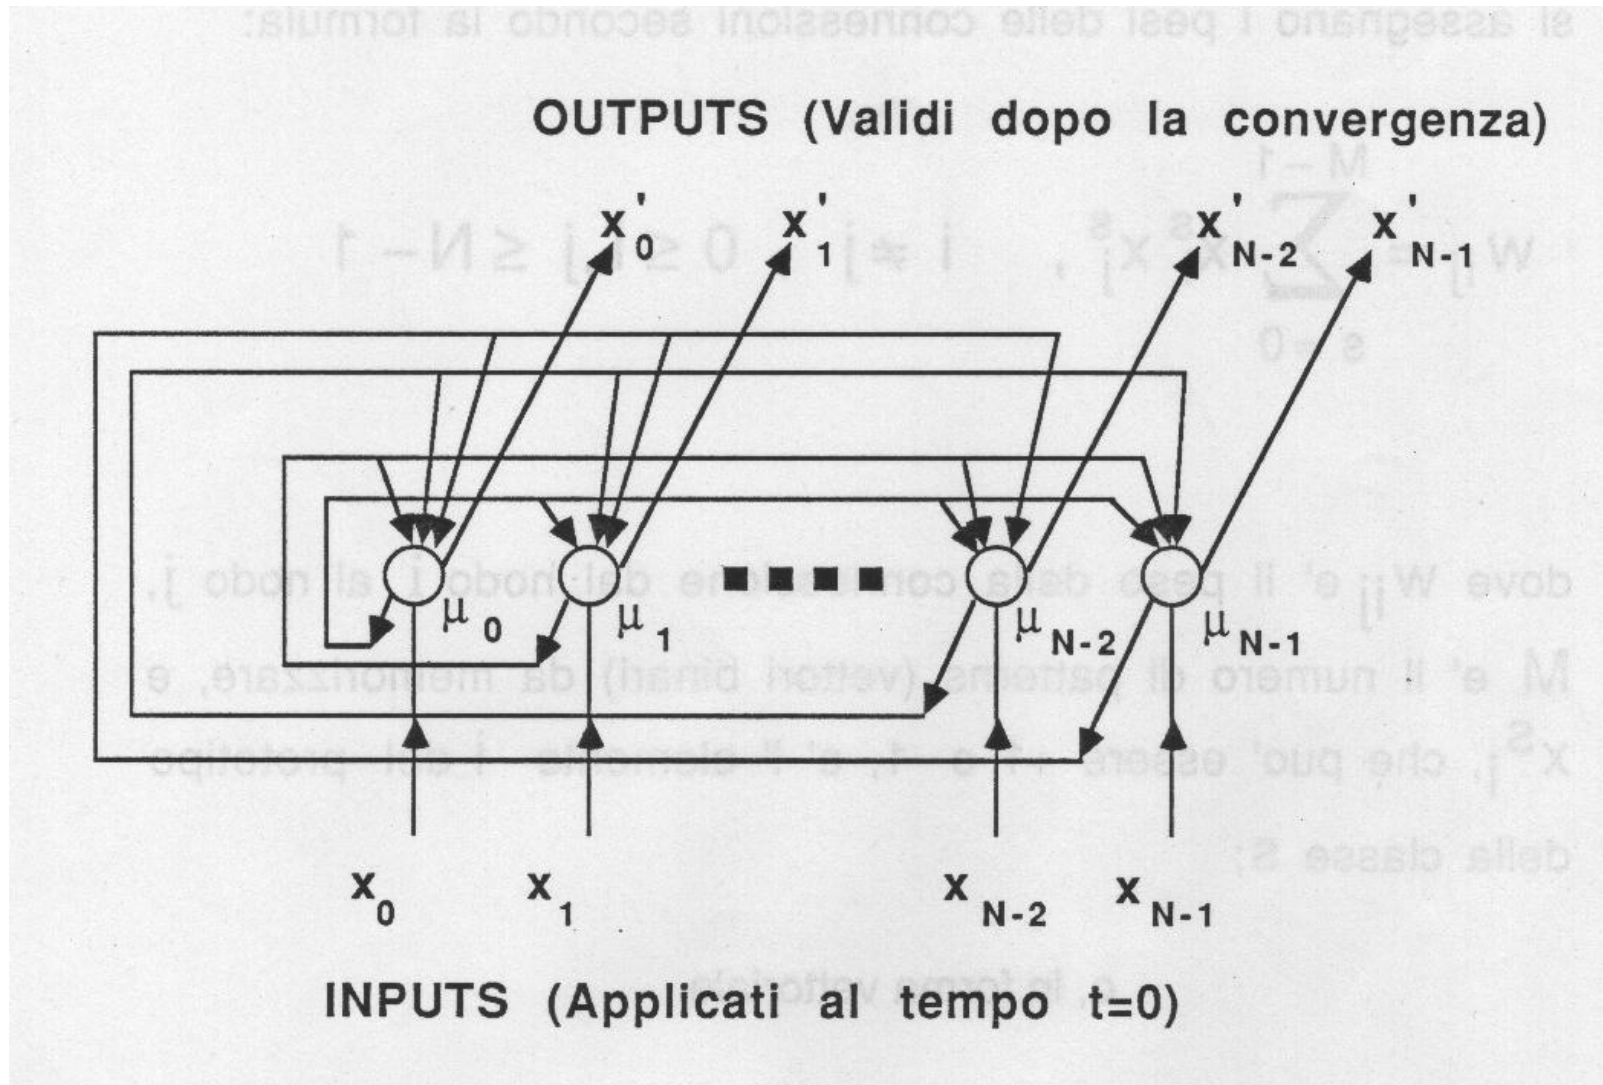 OUTPUTS (Validi dopo la convergenza)
x'0 x'1 x'N-2 x'N-1
μ0 μ1 μN-2 μN-1
x0 x1 xN-2 xN-1
INPUTS (Applicati al tempo t=0)